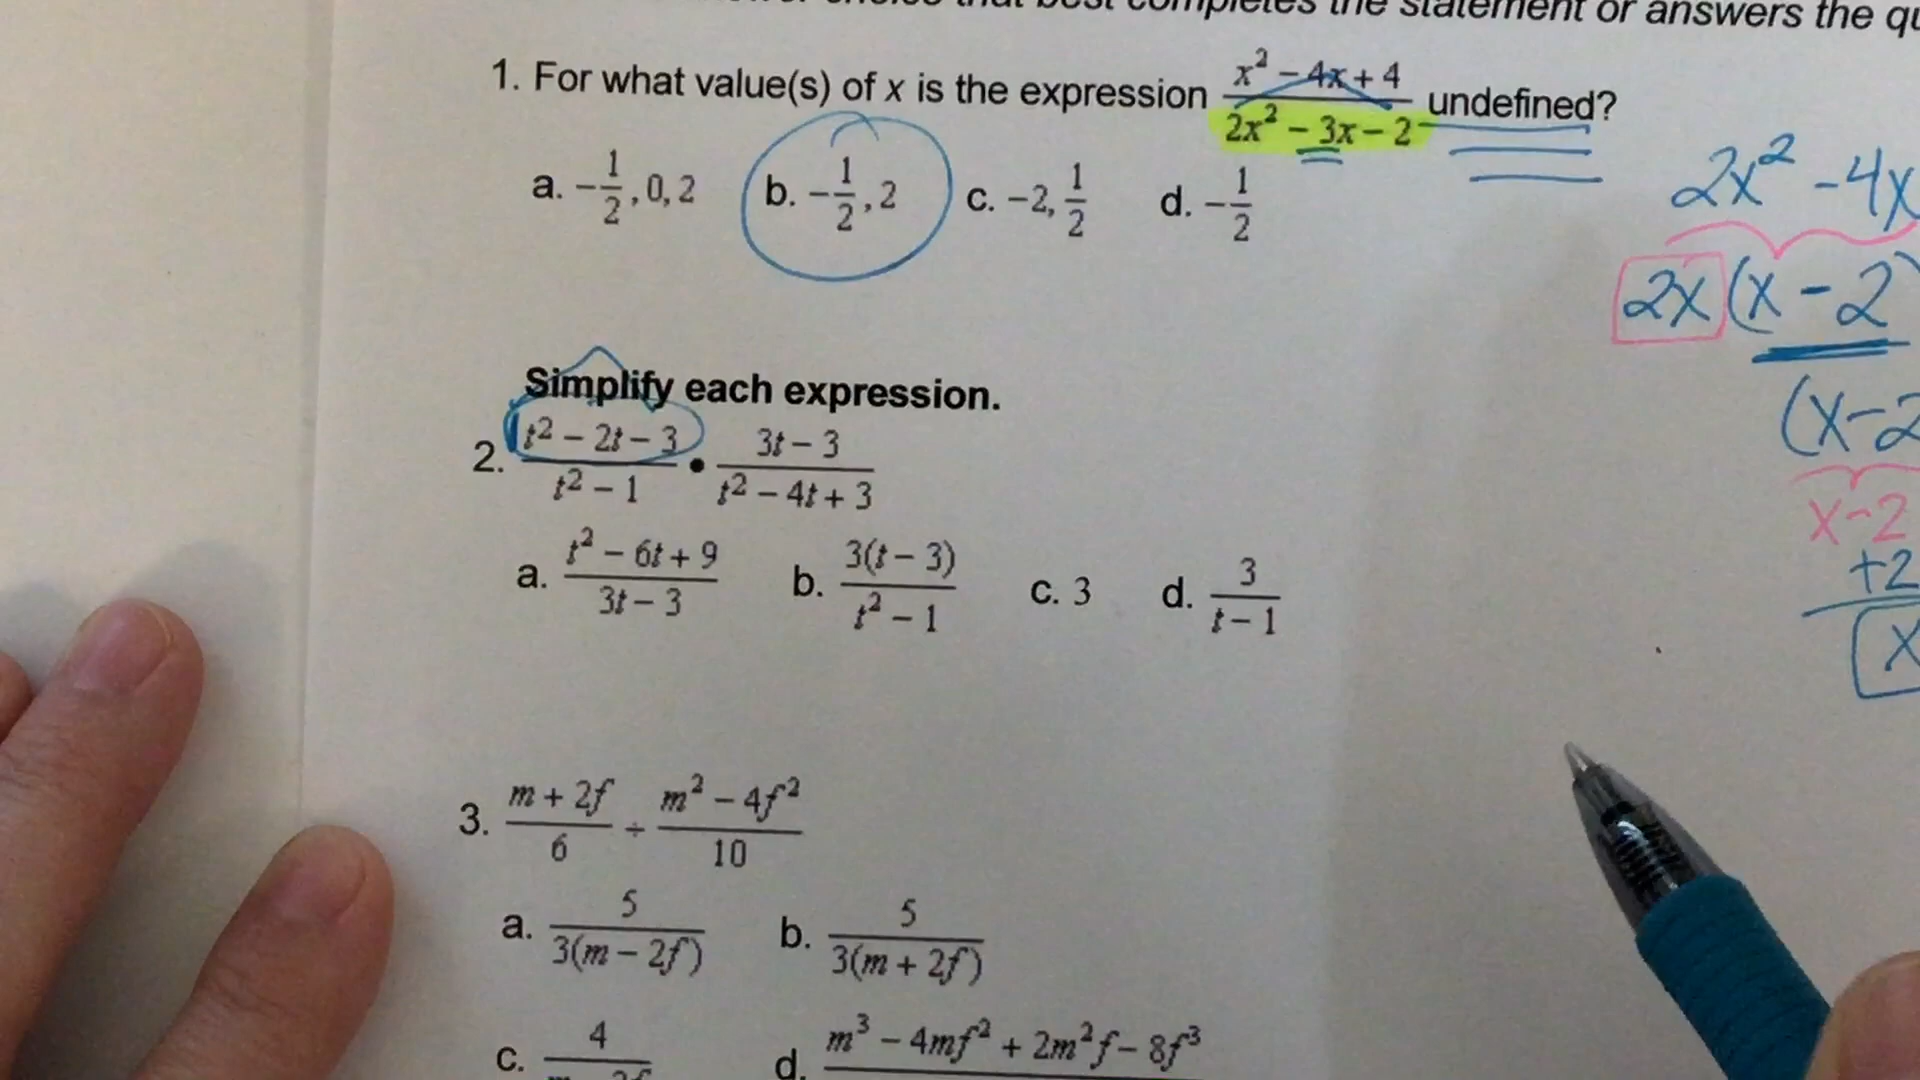 answer choice that best completes the statement or answers the
1. For what value(s) of x is the expression (x² - 4x + 4)/(2x² - 3x - 2) undefined?
a. -1/2, 0, 2 b. -1/2, 2 c. -2, 1/2 d. -1/2
2x² - 4x
2x(x - 2)
(x-2
x-2
+2
x
Simplify each expression.
2. (t² - 2t - 3)/(t² - 1) • (3t - 3)/(t² - 4t + 3)
a. (t² - 6t + 9)/(3t - 3) b. 3(t - 3)/(t² - 1) c. 3 d. 3/(t - 1)
3. (m + 2f)/6 ÷ (m² - 4f²)/10
a. 5/(3(m - 2f)) b. 5/(3(m + 2f))
c. 4 d. m³ - 4mf² + 2m²f - 8f³